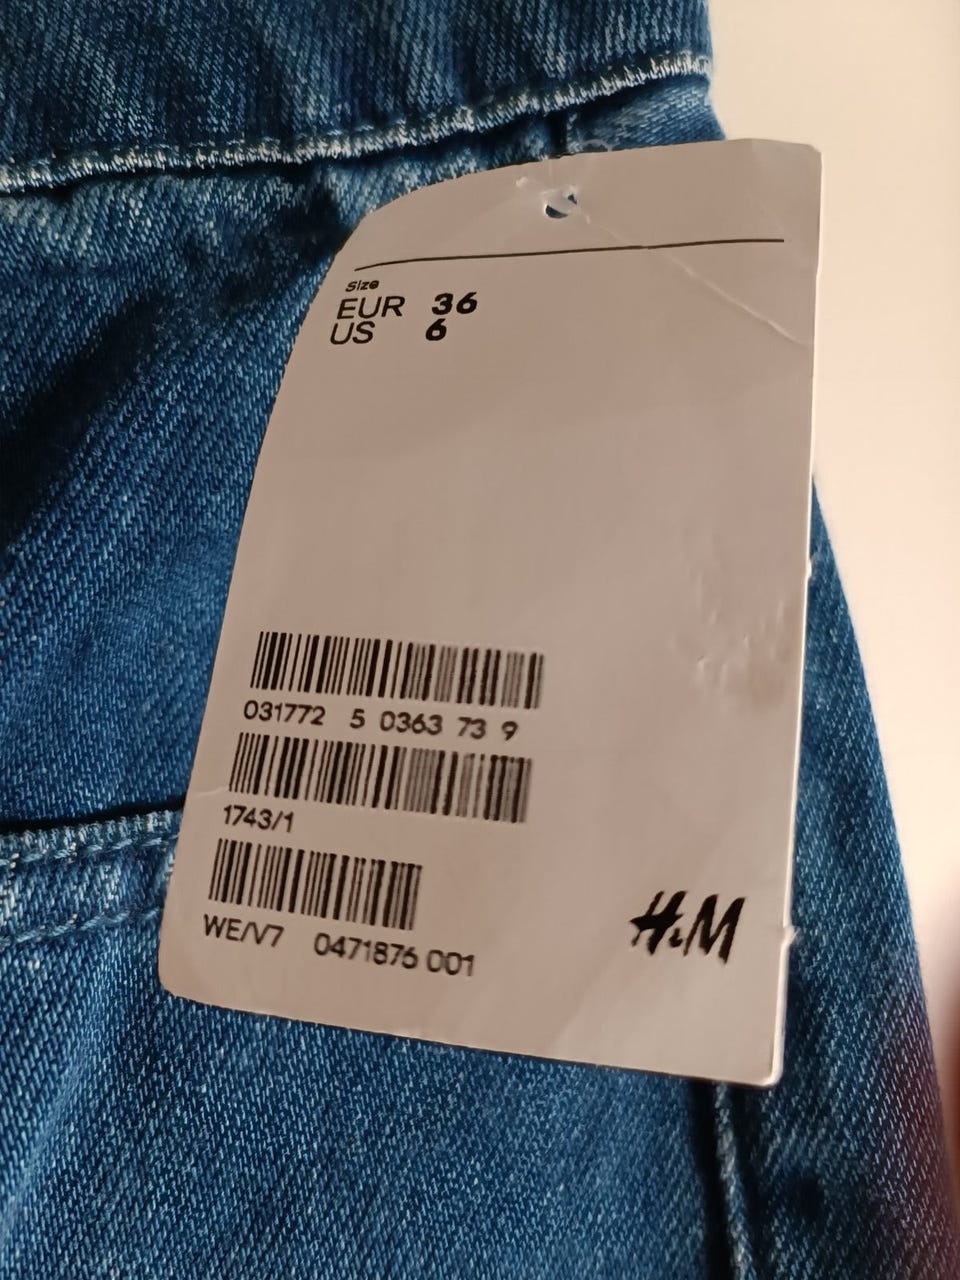 Size
EUR 36
US 6
031772 5 0363 73 9
1743/1
WE/V7 0471876 001
H&M